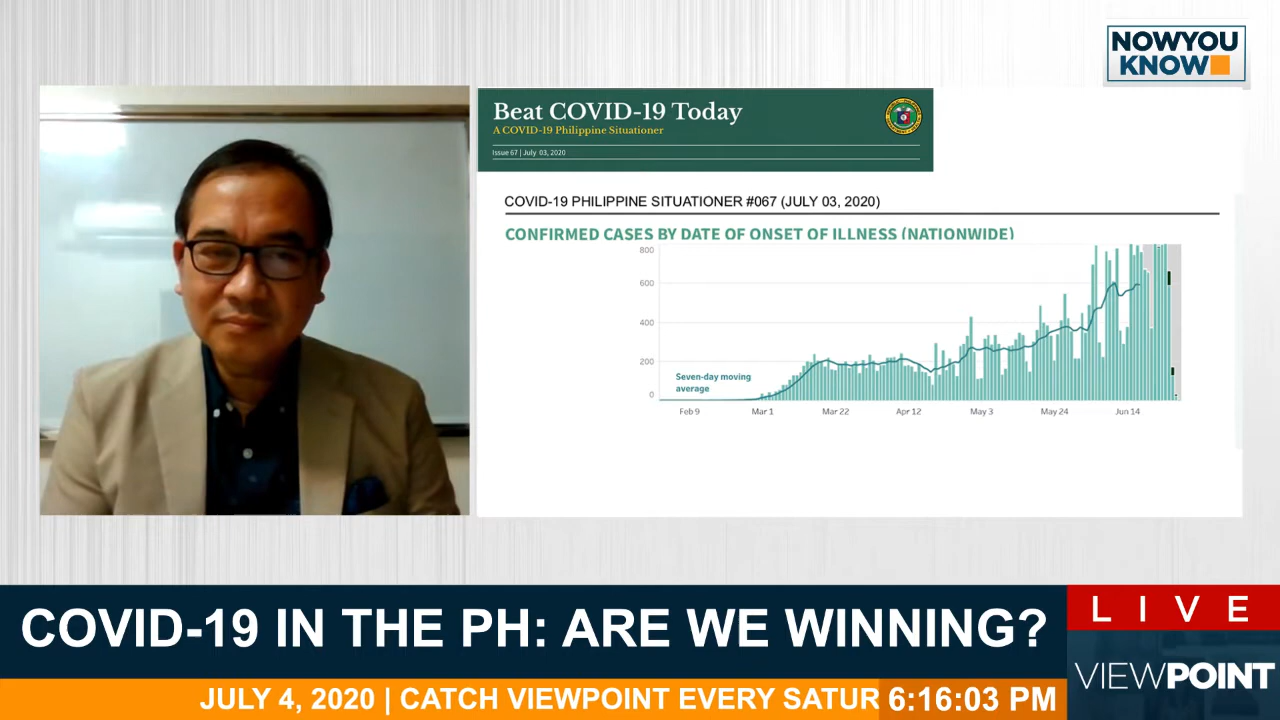 NOWYOU
KNOW
Beat COVID-19 Today
A COVID-19 Philippine Situationer
Issue 67 | July 03, 2020
COVID-19 PHILIPPINE SITUATIONER #067 (JULY 03, 2020)
CONFIRMED CASES BY DATE OF ONSET OF ILLNESS (NATIONWIDE)
800
600
400
200
0
Seven-day moving
average
Feb 9 Mar 1 Mar 22 Apr 12 May 3 May 24 Jun 14
COVID-19 IN THE PH: ARE WE WINNING?
LIVE
VIEWPOINT
JULY 4, 2020 | CATCH VIEWPOINT EVERY SATUR 6:16:03 PM